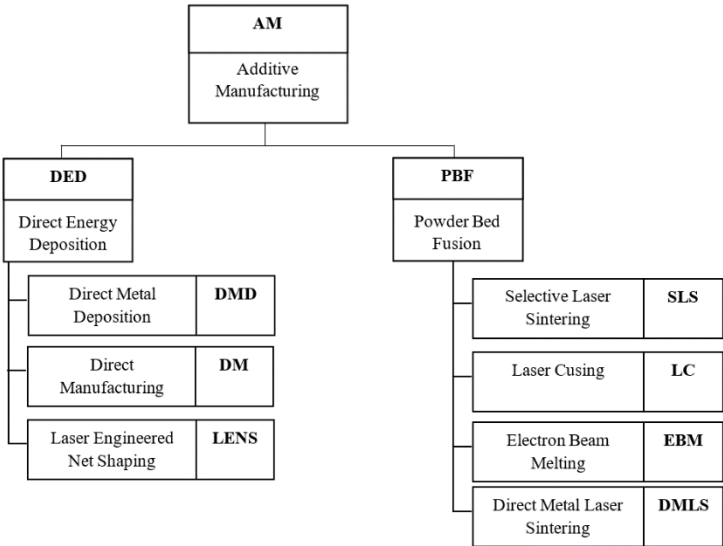 AM
Additive
Manufacturing
DED
Direct Energy
Deposition
Direct Metal
Deposition
DMD
Direct
Manufacturing
DM
Laser Engineered
Net Shaping
LENS
PBF
Powder Bed
Fusion
Selective Laser
Sintering
SLS
Laser Cusing
LC
Electron Beam
Melting
EBM
Direct Metal Laser
Sintering
DMLS